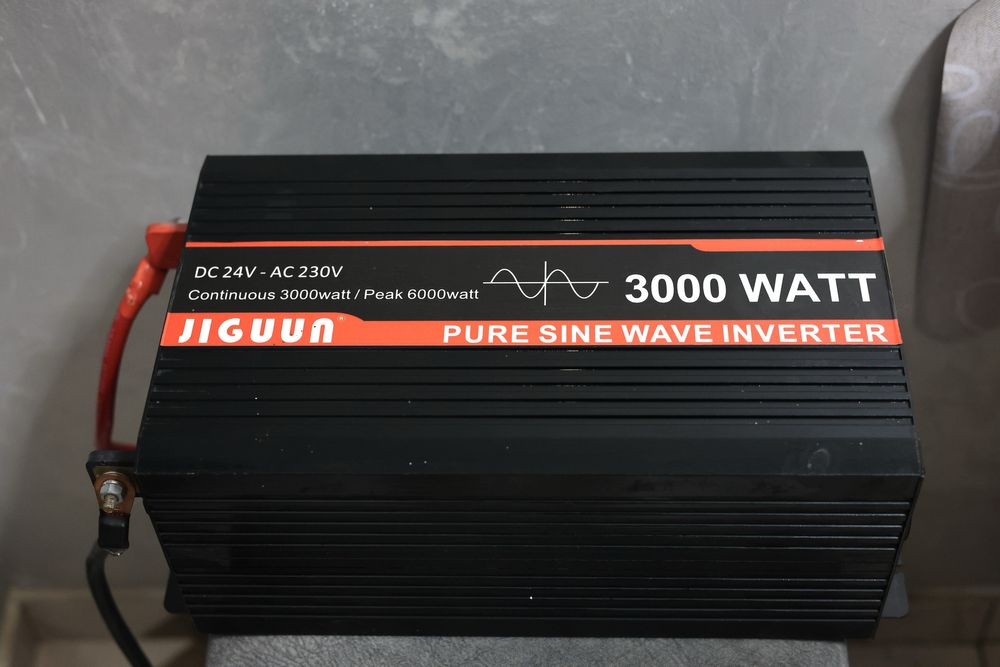 DC 24V - AC 230V
Continuous 3000watt / Peak 6000watt
3000 WATT
JIGUUN®
PURE SINE WAVE INVERTER